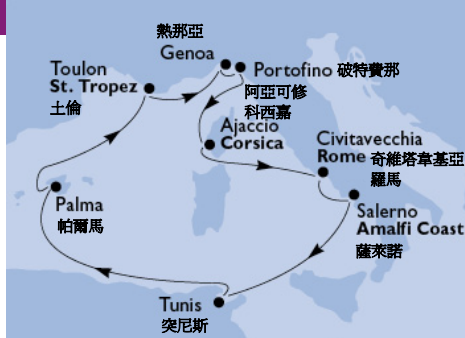 熱那亞
Genoa
Portofino 破特費那
Toulon
St. Tropez
土倫
阿亞可修
科西嘉
Ajaccio
Corsica
Civitavecchia
Rome 奇維塔韋基亞
羅馬
Palma
帕爾馬
Salerno
Amalfi Coast
薩萊諾
Tunis
突尼斯